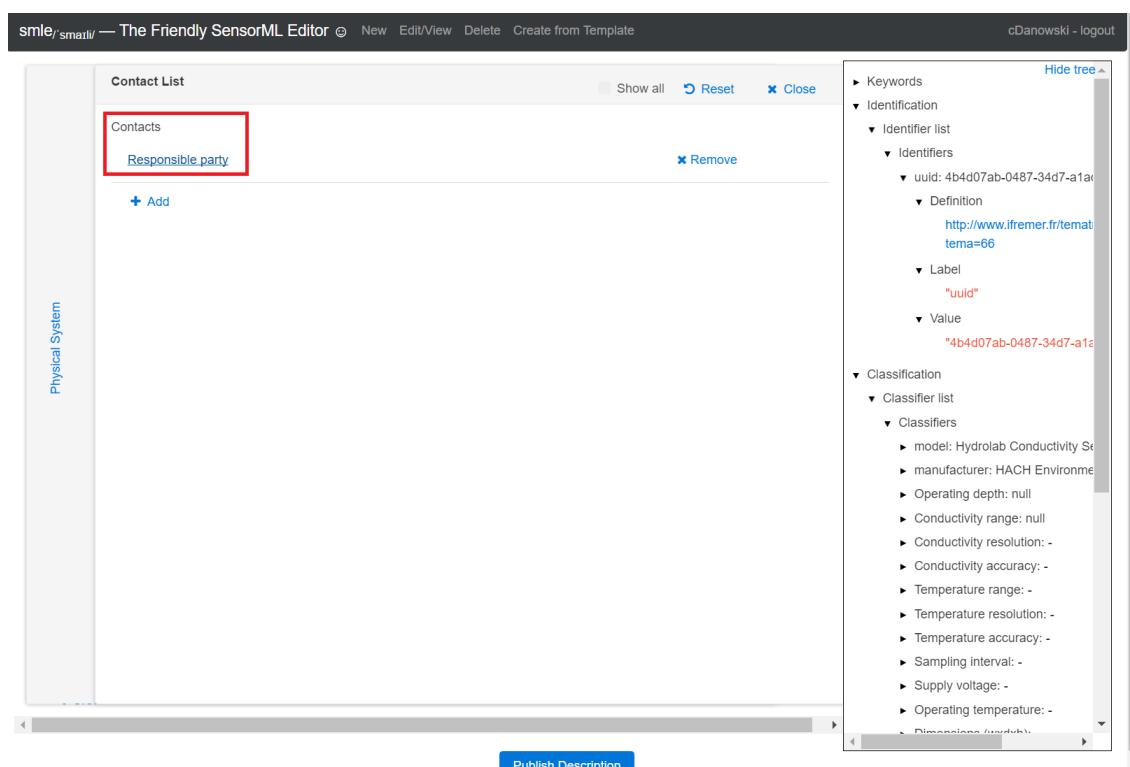 smle/ˈsmaɪli/ — The Friendly SensorML Editor ☺ New Edit/View Delete Create from Template cDanowski - logout
Contact List Show all Reset Close
Contacts
Responsible party Remove
Add
Physical System
Hide tree
Keywords
Identification
Identifier list
Identifiers
uuid: 4b4d07ab-0487-34d7-a1a
Definition
http://www.ifremer.fr/temat
tema=66
Label
"uuid"
Value
"4b4d07ab-0487-34d7-a1a
Classification
Classifier list
Classifiers
model: Hydrolab Conductivity Se
manufacturer: HACH Environme
Operating depth: null
Conductivity range: null
Conductivity resolution: -
Conductivity accuracy: -
Temperature range: -
Temperature resolution: -
Temperature accuracy: -
Sampling interval: -
Supply voltage: -
Operating temperature: -
Dimensions (wxdxh):
Publish Description